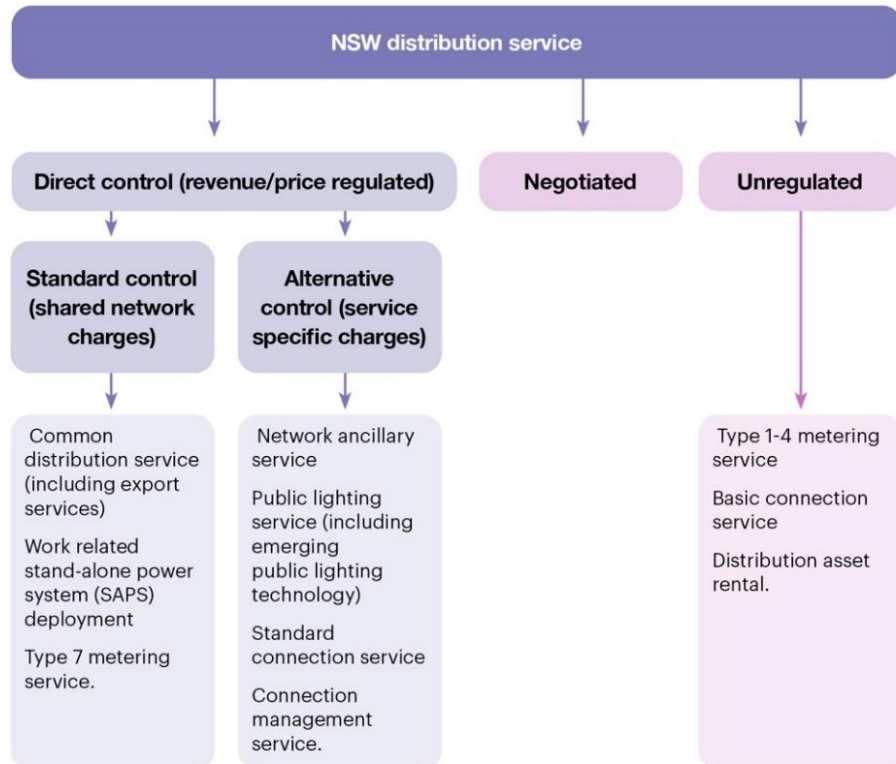 NSW distribution service
Direct control (revenue/price regulated)
Negotiated
Unregulated
Standard control
(shared network
charges)
Alternative
control (service
specific charges)
Common
distribution service
(including export
services)
Work related
stand-alone power
system (SAPS)
deployment
Type 7 metering
service.
Network ancillary
service
Public lighting
service (including
emerging
public lighting
technology)
Standard
connection service
Connection
management
service.
Type 1-4 metering
service
Basic connection
service
Distribution asset
rental.